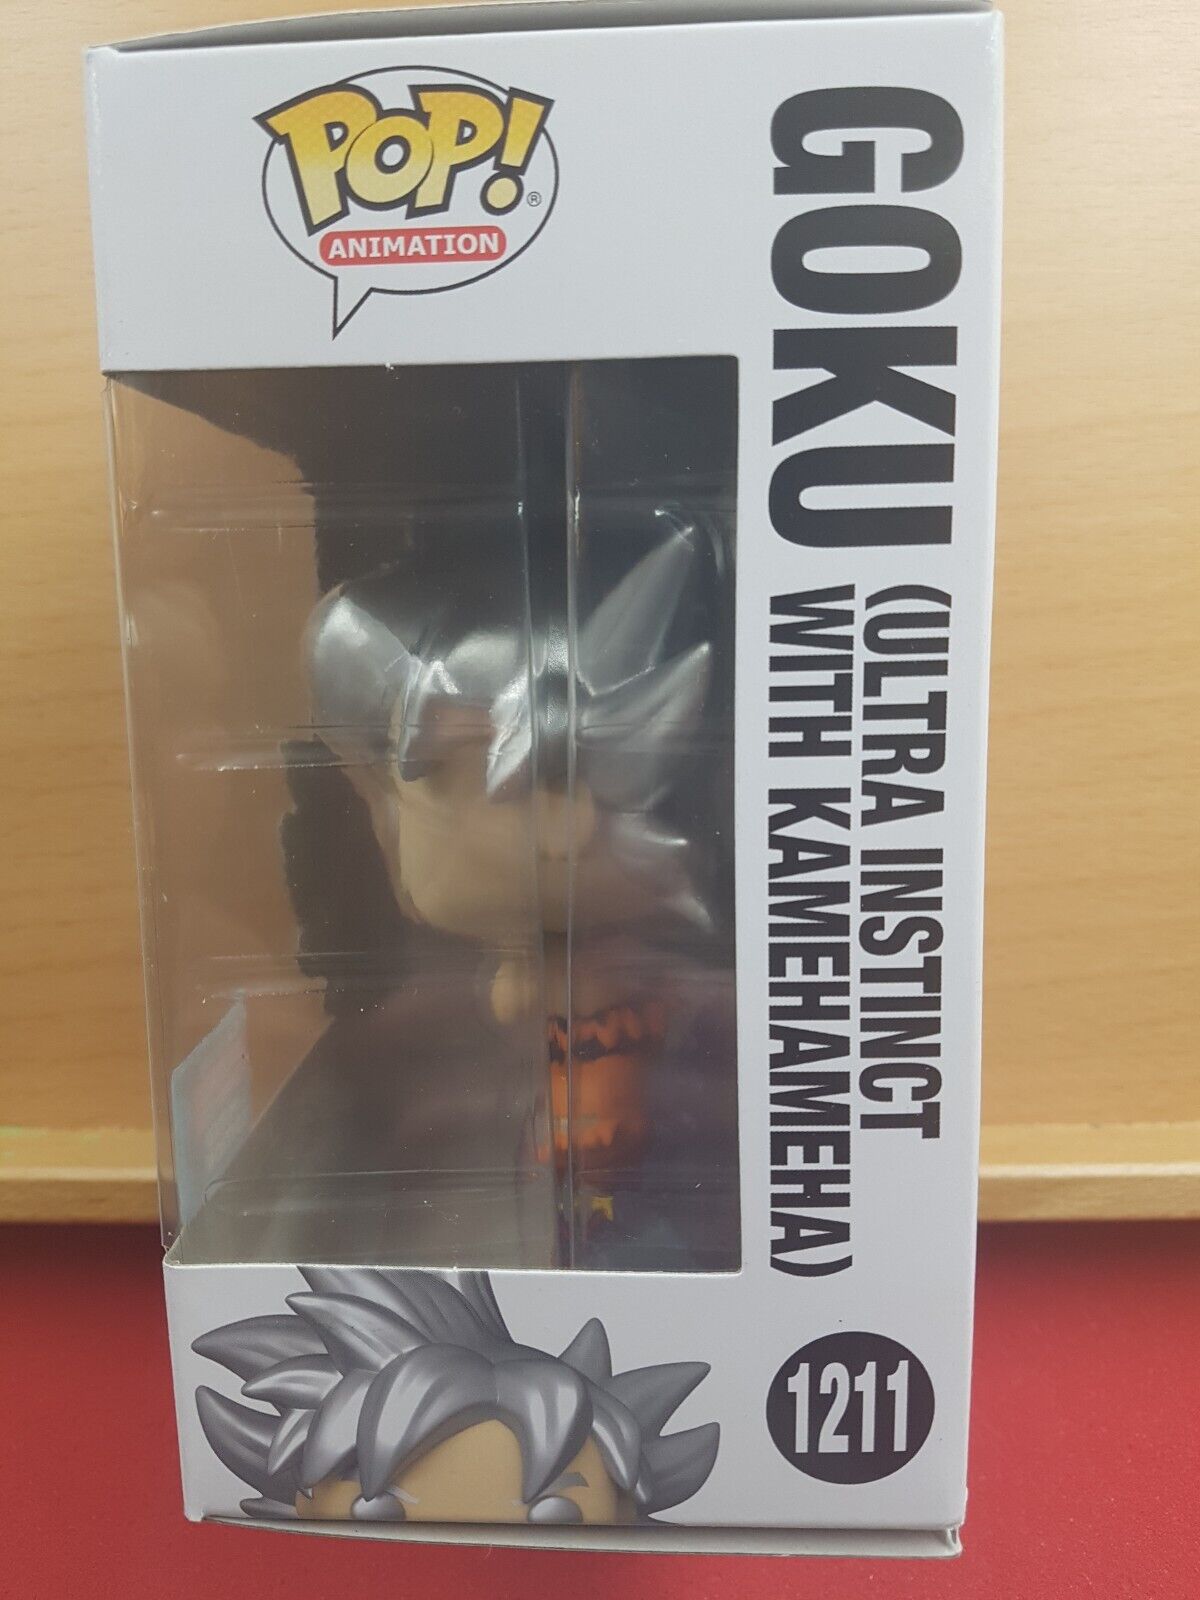 POP!
®
ANIMATION
GOKU
(ULTRA INSTINCT
WITH KAMEHAMEHA)
1211